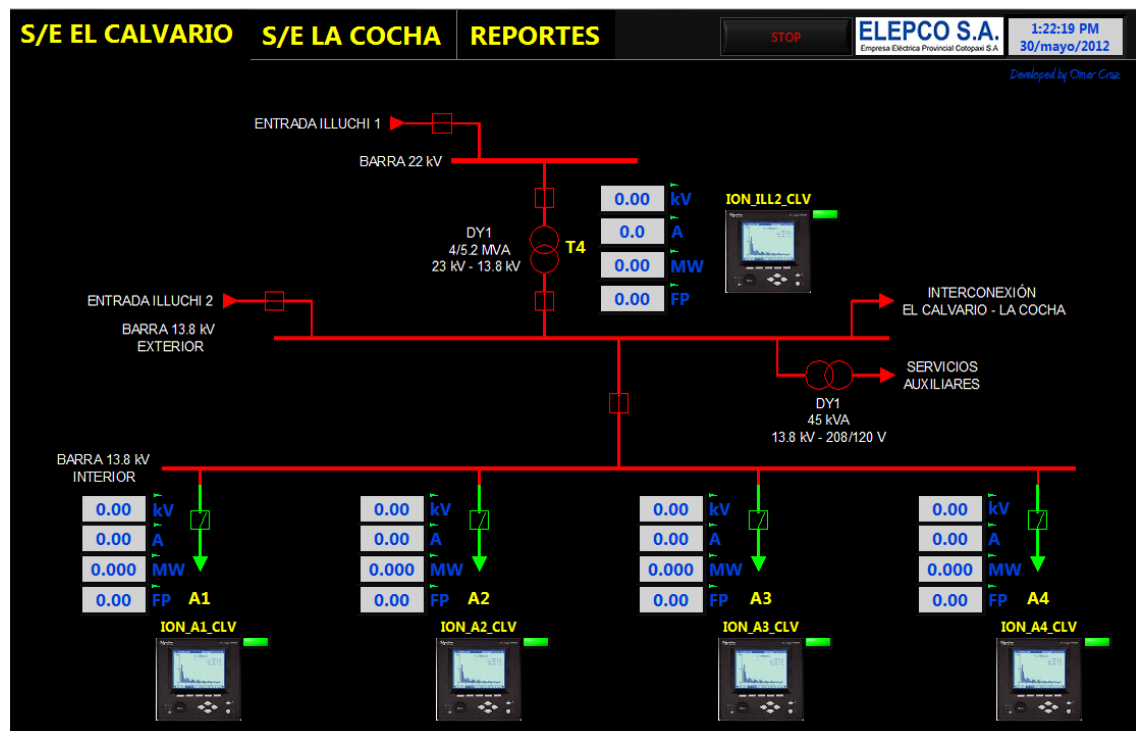 S/E EL CALVARIO
S/E LA COCHA
REPORTES
STOP
ELEPCO S.A.
Empresa Eléctrica Provincial Cotopaxi S.A.
1:22:19 PM
30/mayo/2012
Developed by Omar Cruz
ENTRADA ILLUCHI 1
BARRA 22 kV
0.00 kV
0.0 A
0.00 MW
0.00 FP
ION_ILL2_CLV
DY1
4/5.2 MVA
23 kV - 13.8 kV
T4
ENTRADA ILLUCHI 2
BARRA 13.8 kV
EXTERIOR
INTERCONEXIÓN
EL CALVARIO - LA COCHA
SERVICIOS
AUXILIARES
DY1
45 kVA
13.8 kV - 208/120 V
BARRA 13.8 kV
INTERIOR
0.00 kV
0.00 A
0.000 MW
0.00 FP
A1
ION_A1_CLV
0.00 kV
0.00 A
0.000 MW
0.00 FP
A2
ION_A2_CLV
0.00 kV
0.00 A
0.000 MW
0.00 FP
A3
ION_A3_CLV
0.00 kV
0.00 A
0.000 MW
0.00 FP
A4
ION_A4_CLV